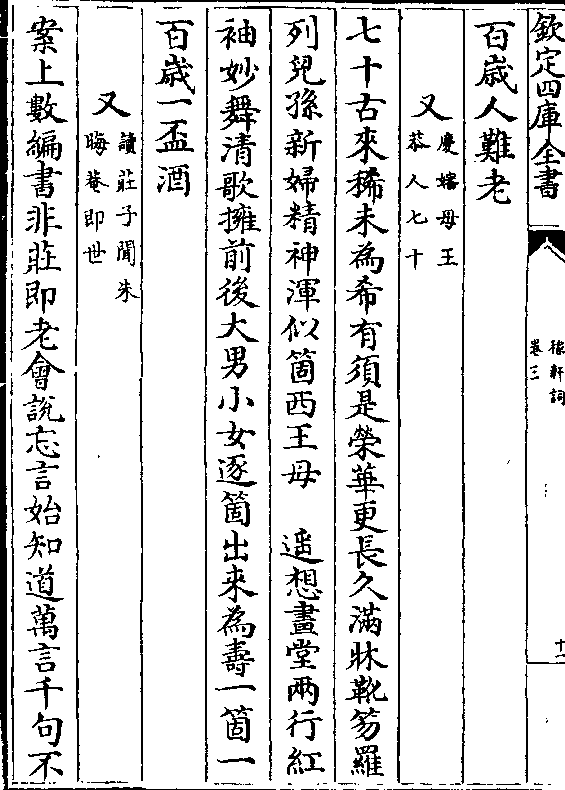 欽定四庫全書
稼軒詞
卷三
十一
百歲人難老
又
慶嬸母王
恭人七十
七十古來稀未為希有須是榮華更長久滿牀靴笏羅
列兒孫新婦精神渾似箇西王母　遥想畫堂兩行紅
袖妙舞清歌擁前後大男小女逐箇出來為壽一箇一
百歲一盃酒
又
讀莊子聞朱
晦菴即世
案上數編書非莊即老會說忘言始知道萬言千句不